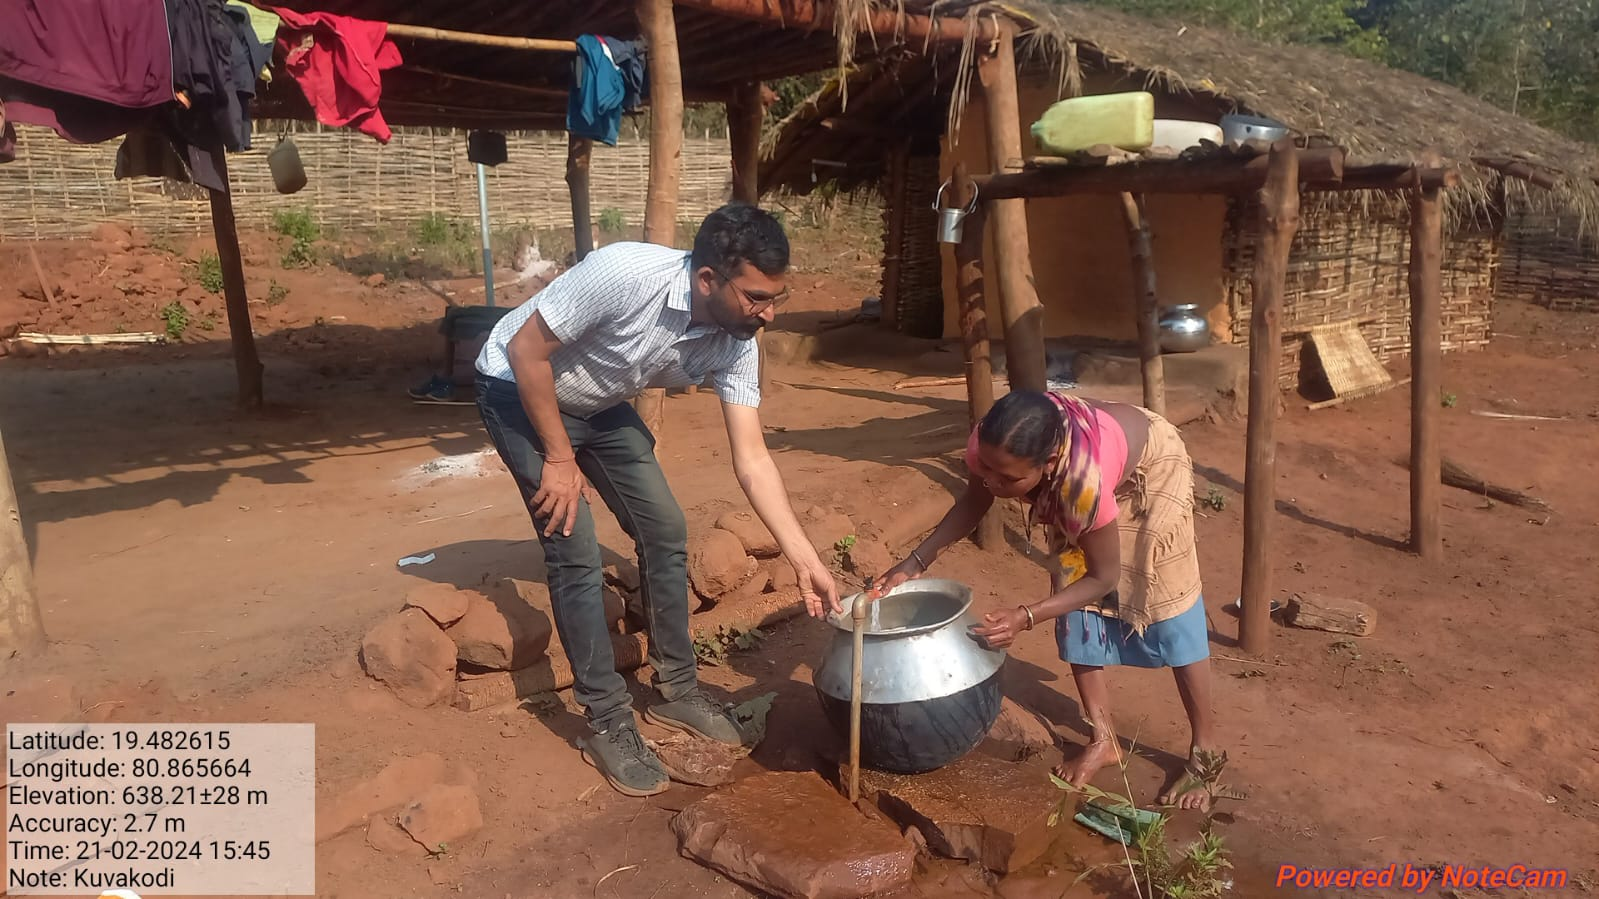 Latitude: 19.482615
Longitude: 80.865664
Elevation: 638.21±28 m
Accuracy: 2.7 m
Time: 21-02-2024 15:45
Note: Kuvakodi
Powered by NoteCam